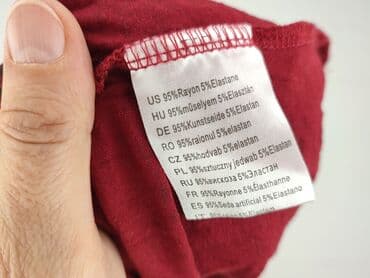 US 95%Rayon 5%Elastane
HU 95%műselyem 5%Elasztán
DE 95%Kunstseide 5%Elastan
RO 95%raionul 5%elastan
CZ 95%hodvab 5%elastan
PL 95%sztuczny jedwab 5%Elastan
RU 95%вискоза 5%Эластан
FR 95%Rayonne 5%Elasthanne
ES 95%Seda artificial 5%Elastano